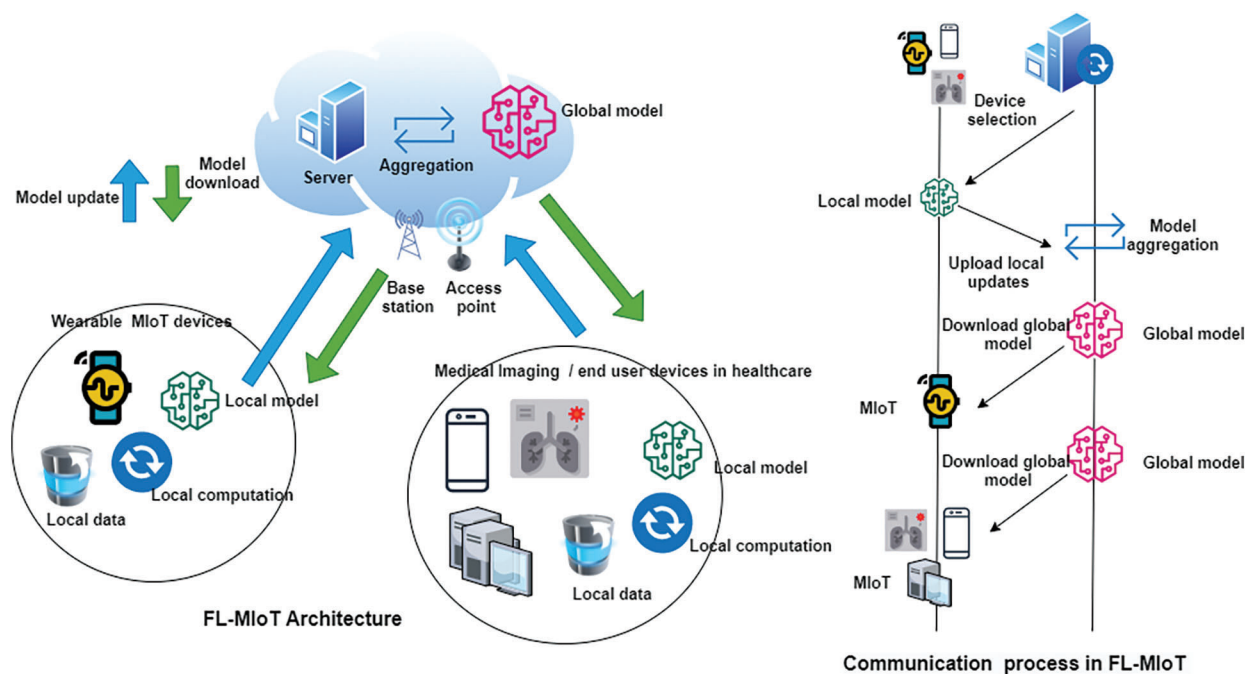 Global model
Server
Aggregation
Model
download
Model update
Base
station
Access
point
Wearable MIoT devices
Local model
Local computation
Local data
Medical Imaging / end user devices in healthcare
Local model
Local computation
Local data
FL-MIoT Architecture
Device
selection
Local model
Model
aggregation
Upload local
updates
Download global
model
Global model
MIoT
Download global
model
Global model
MIoT
Communication process in FL-MIoT